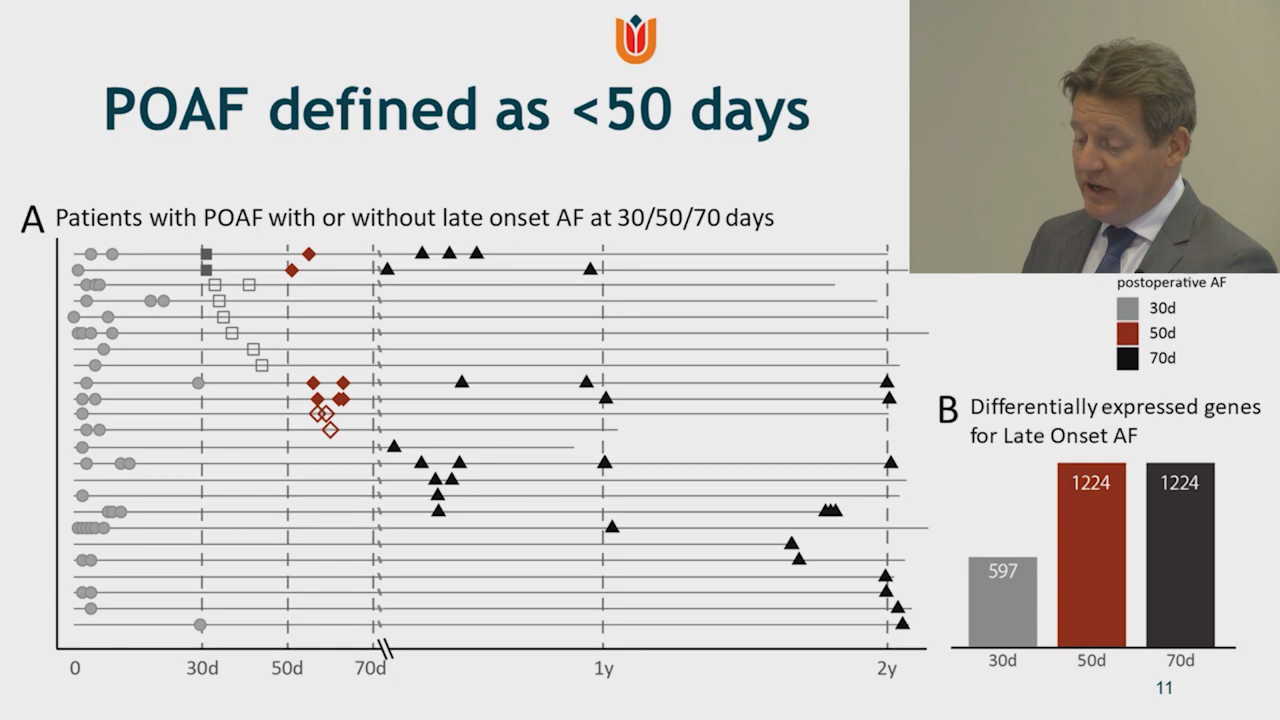 POAF defined as <50 days
A Patients with POAF with or without late onset AF at 30/50/70 days
0 30d 50d 70d 1y 2y
postoperative AF
30d
50d
70d
B Differentially expressed genes
for Late Onset AF
597 1224 1224
30d 50d 70d
11